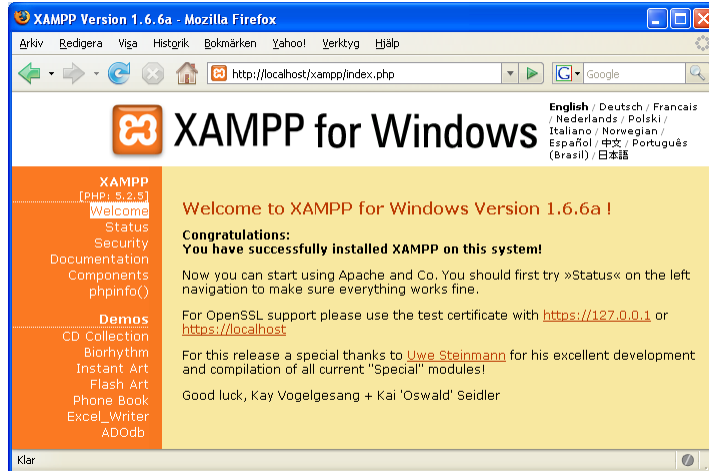 XAMPP Version 1.6.6a - Mozilla Firefox
Arkiv Redigera Visa Historik Bokmärken Yahoo! Verktyg Hjälp
http://localhost/xampp/index.php
G Google
XAMPP for Windows
English / Deutsch / Francais
/ Nederlands / Polski /
Italiano / Norwegian /
Español / 中文 / Português
(Brasil) / 日本語
XAMPP
[PHP: 5.2.5]
Welcome
Status
Security
Documentation
Components
phpinfo()
Demos
CD Collection
Biorhythm
Instant Art
Flash Art
Phone Book
Excel_Writer
ADOdb
Welcome to XAMPP for Windows Version 1.6.6a !
Congratulations:
You have successfully installed XAMPP on this system!
Now you can start using Apache and Co. You should first try »Status« on the left
navigation to make sure everything works fine.
For OpenSSL support please use the test certificate with https://127.0.0.1 or
https://localhost
For this release a special thanks to Uwe Steinmann for his excellent development
and compilation of all current "Special" modules!
Good luck, Kay Vogelgesang + Kai 'Oswald' Seidler
Klar